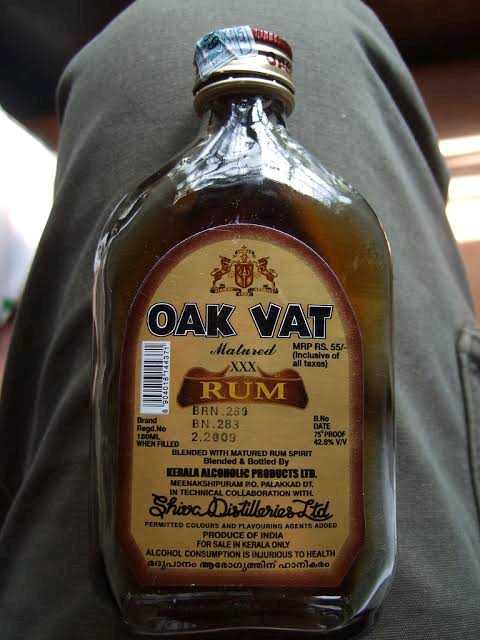 OAK VAT
Matured
XXX
RUM
MRP RS. 55/-
(Inclusive of
all taxes)
Brand
Regd.No
180ML
WHEN FILLED
BRN.269
BN.283
2.2009
B.No
DATE
75° PROOF
42.8% V/V
BLENDED WITH MATURED RUM SPIRIT
Blended & Bottled By
KERALA ALCOHOLIC PRODUCTS LTD.
MEENAKSHIPURAM P.O. PALAKKAD DT.
IN TECHNICAL COLLABORATION WITH.
Shiva Distilleries Ltd
PERMITTED COLOURS AND FLAVOURING AGENTS ADDED
PRODUCE OF INDIA
FOR SALE IN KERALA ONLY
ALCOHOL CONSUMPTION IS INJURIOUS TO HEALTH
മദ്യപാനം ആരോഗ്യത്തിന് ഹാനികരം